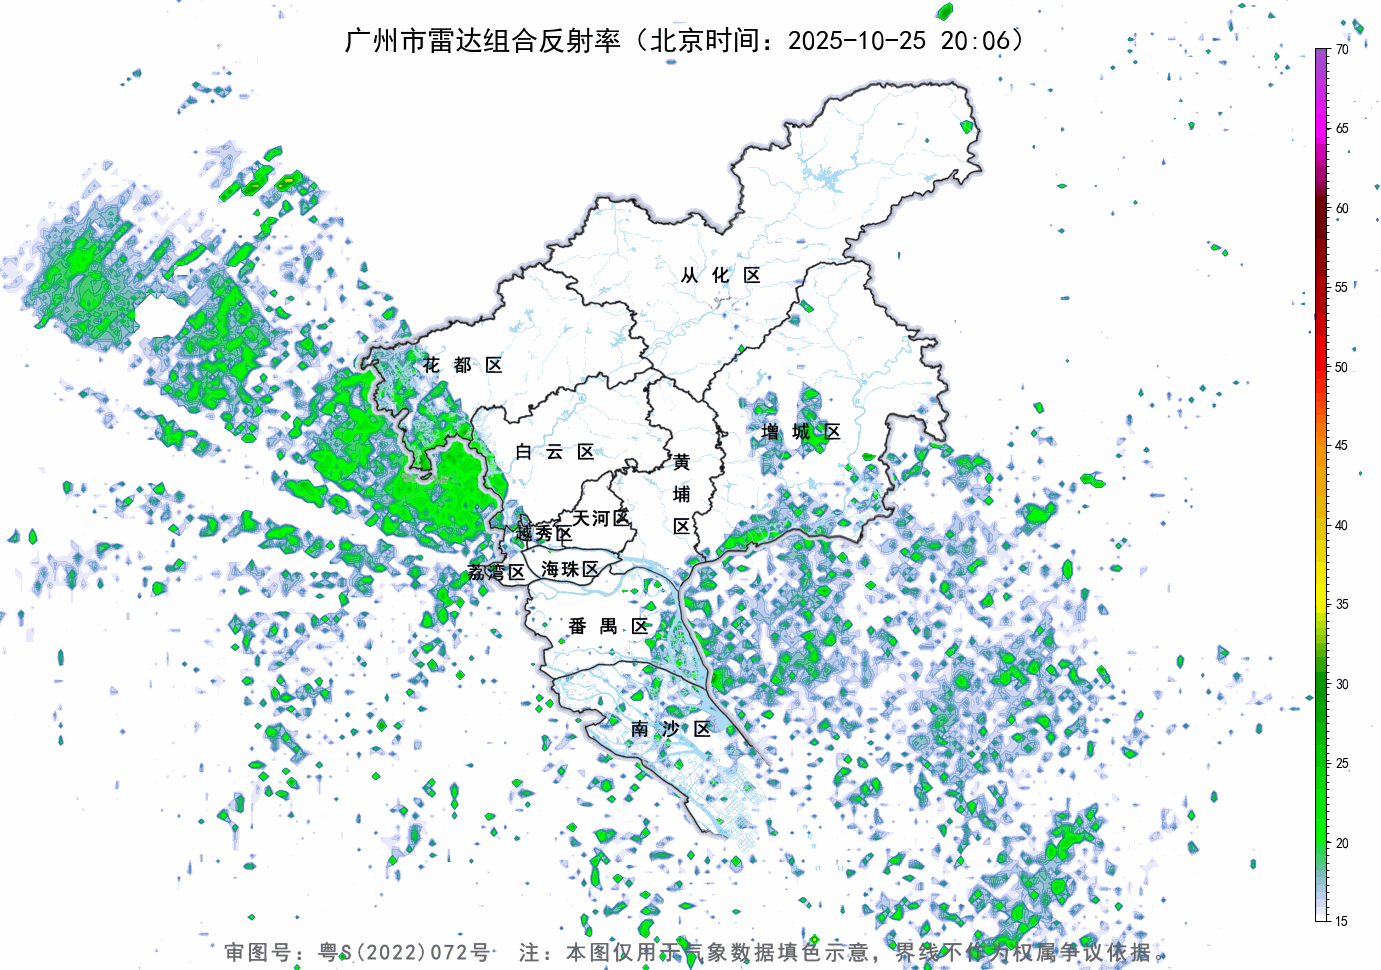 广州市雷达组合反射率（北京时间：2025-10-25 20:06）
70
65
60
55
50
45
40
35
30
25
20
15
从化区
花都区
增城区
白云区
黄埔区
天河区
越秀区
荔湾区
海珠区
番禺区
南沙区
审图号：粤S(2022)072号 注：本图仅用于气象数据填色示意，界线不作为权属争议依据。